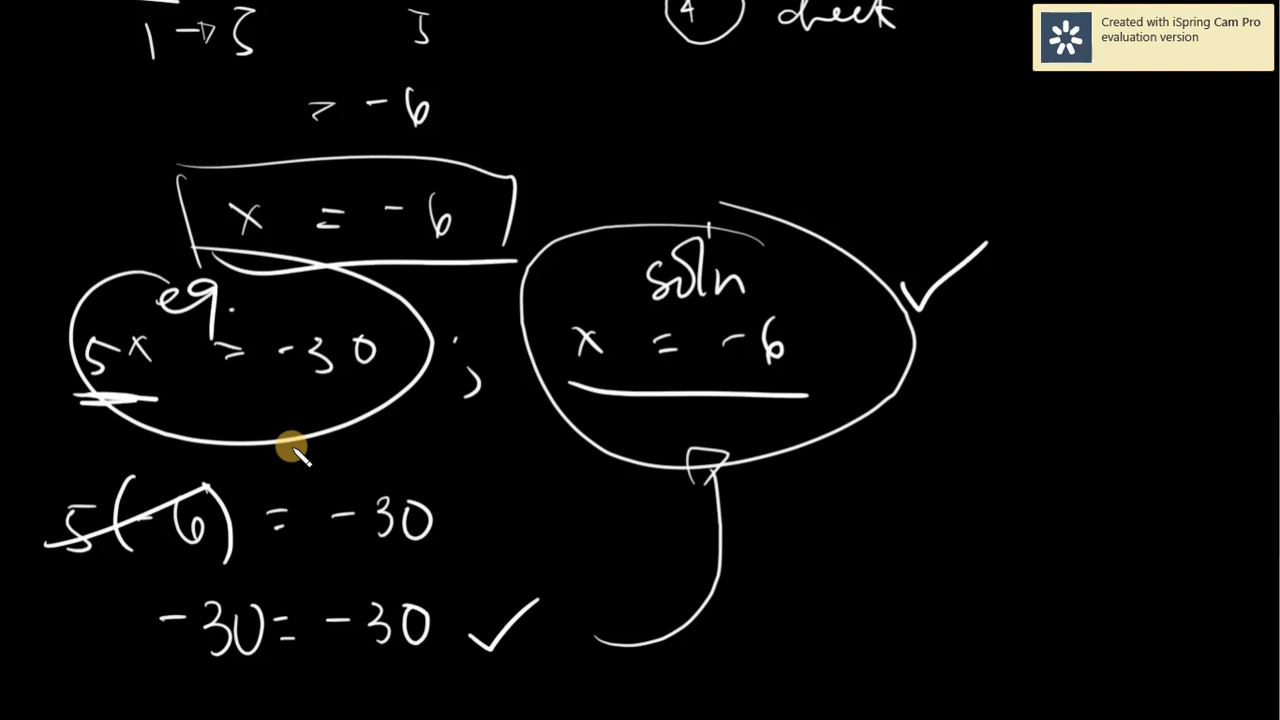 1 → 5 5
④ check
Created with iSpring Cam Pro
evaluation version
= -6
x = -6
eq.
5x = -30 ;
soln
x = -6
5(-6) = -30
-30 = -30 ✓